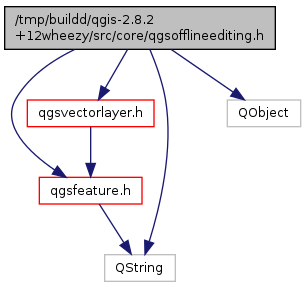 /tmp/buildd/qgis-2.8.2
+12wheezy/src/core/qgsofflineediting.h
qgsvectorlayer.h
QObject
qgsfeature.h
QString